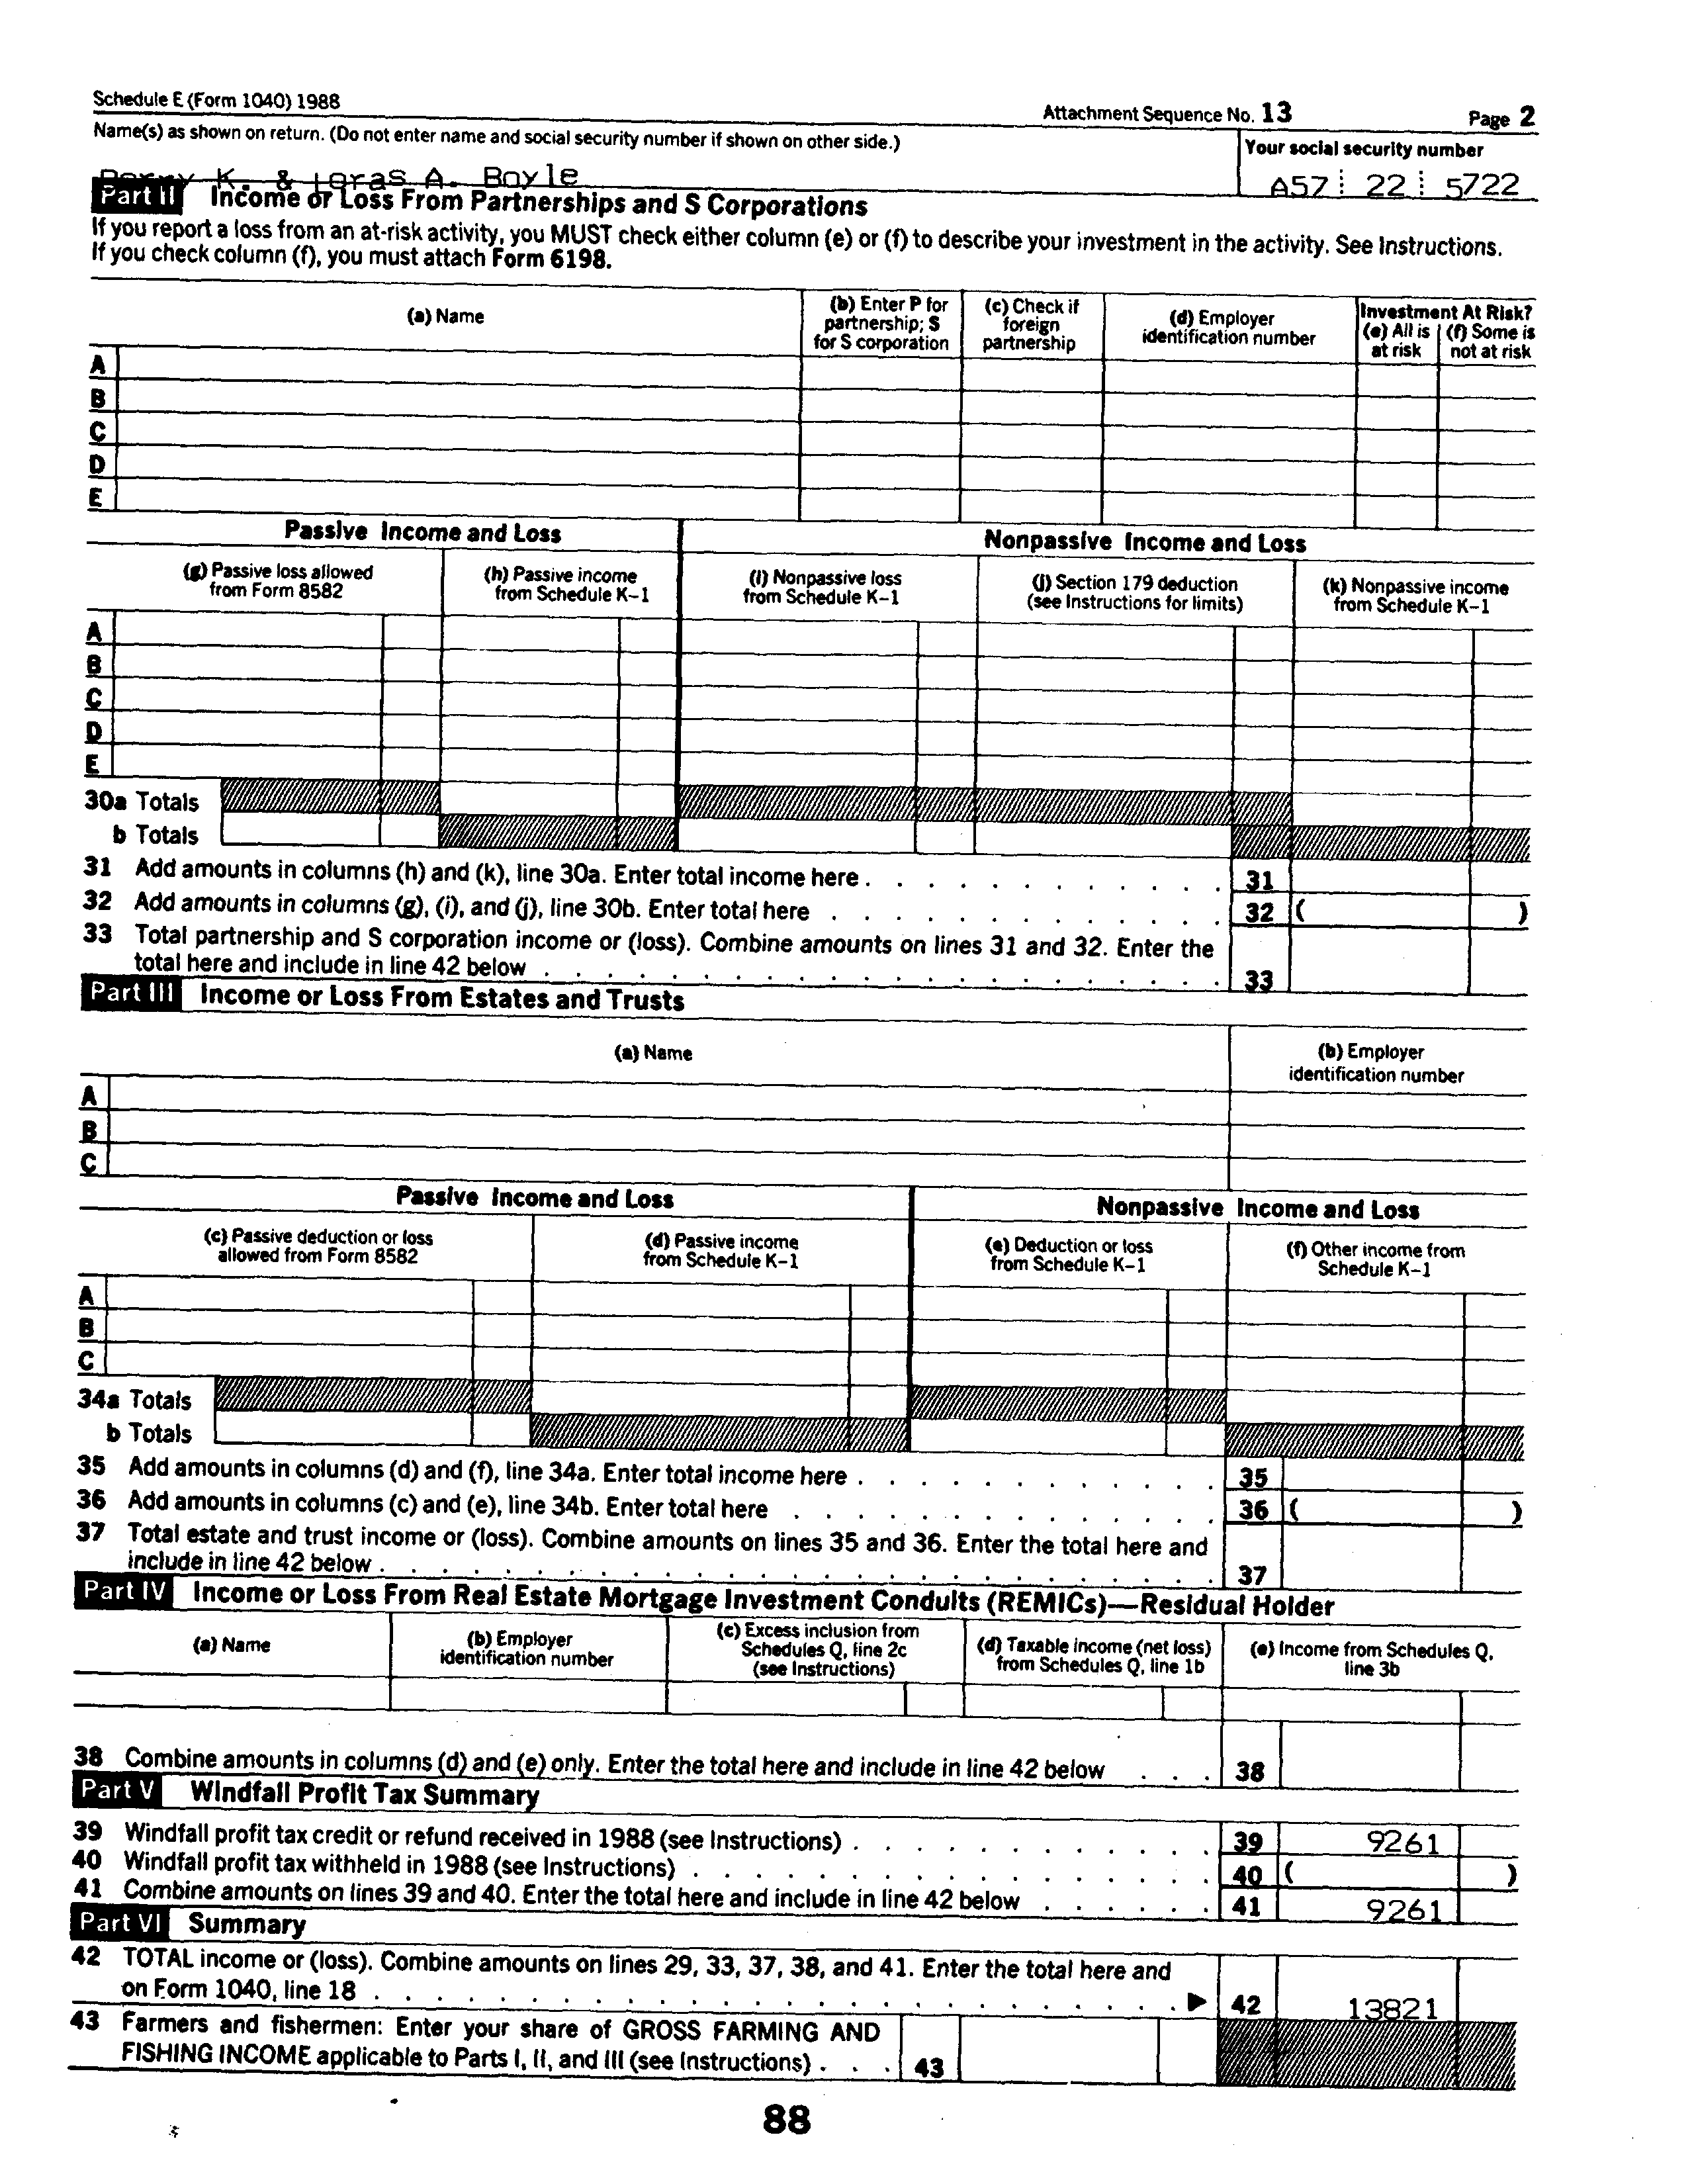 Schedule E (Form 1040) 1988
Attachment Sequence No. 13
Page 2
Name(s) as shown on return. (Do not enter name and social security number if shown on other side.)
Your social security number
K. & A. Boyle
A57 22 5722
Part II Income or Loss From Partnerships and S Corporations
If you report a loss from an at-risk activity, you MUST check either column (e) or (f) to describe your investment in the activity. See Instructions.
If you check column (f), you must attach Form 6198.
(a) Name
(b) Enter P for partnership; S for S corporation
(c) Check if foreign partnership
(d) Employer identification number
Investment At Risk?
(e) All is at risk
(f) Some is not at risk
A
B
C
D
E
Passive Income and Loss
Nonpassive Income and Loss
(g) Passive loss allowed from Form 8582
(h) Passive income from Schedule K-1
(i) Nonpassive loss from Schedule K-1
(j) Section 179 deduction (see Instructions for limits)
(k) Nonpassive income from Schedule K-1
A
B
C
D
E
30a Totals
b Totals
31 Add amounts in columns (h) and (k), line 30a. Enter total income here . . . . . . . . . . . . 31
32 Add amounts in columns (g), (i), and (j), line 30b. Enter total here . . . . . . . . . . . . . 32 ( )
33 Total partnership and S corporation income or (loss). Combine amounts on lines 31 and 32. Enter the
total here and include in line 42 below . . . . . . . . . . . . . . . . . . . . . . 33
Part III Income or Loss From Estates and Trusts
(a) Name
(b) Employer identification number
A
B
C
Passive Income and Loss
Nonpassive Income and Loss
(c) Passive deduction or loss allowed from Form 8582
(d) Passive income from Schedule K-1
(e) Deduction or loss from Schedule K-1
(f) Other income from Schedule K-1
A
B
C
34a Totals
b Totals
35 Add amounts in columns (d) and (f), line 34a. Enter total income here . . . . . . . . . . . . 35
36 Add amounts in columns (c) and (e), line 34b. Enter total here . . . . . . . . . . . . . . 36 ( )
37 Total estate and trust income or (loss). Combine amounts on lines 35 and 36. Enter the total here and
include in line 42 below . . . . . . . . . . . . . . . . . . . . . . . . . . . 37
Part IV Income or Loss From Real Estate Mortgage Investment Conduits (REMICs)—Residual Holder
(a) Name
(b) Employer identification number
(c) Excess inclusion from Schedules Q, line 2c (see Instructions)
(d) Taxable income (net loss) from Schedules Q, line 1b
(e) Income from Schedules Q, line 3b
38 Combine amounts in columns (d) and (e) only. Enter the total here and include in line 42 below . . . 38
Part V Windfall Profit Tax Summary
39 Windfall profit tax credit or refund received in 1988 (see Instructions) . . . . . . . . . . . . 39 9261
40 Windfall profit tax withheld in 1988 (see Instructions) . . . . . . . . . . . . . . . . . 40 ( )
41 Combine amounts on lines 39 and 40. Enter the total here and include in line 42 below . . . . . . 41 9261
Part VI Summary
42 TOTAL income or (loss). Combine amounts on lines 29, 33, 37, 38, and 41. Enter the total here and
on Form 1040, line 18 . . . . . . . . . . . . . . . . . . . . . . . . . . ▶ 42 13821
43 Farmers and fishermen: Enter your share of GROSS FARMING AND
FISHING INCOME applicable to Parts I, II, and III (see Instructions) . . . 43
88